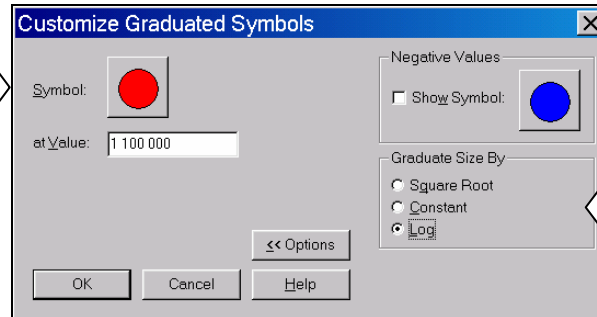 Customize Graduated Symbols
Symbol:
at Value: 1 100 000
Negative Values
Show Symbol:
Graduate Size By
Square Root
Constant
Log
<< Options
OK Cancel Help